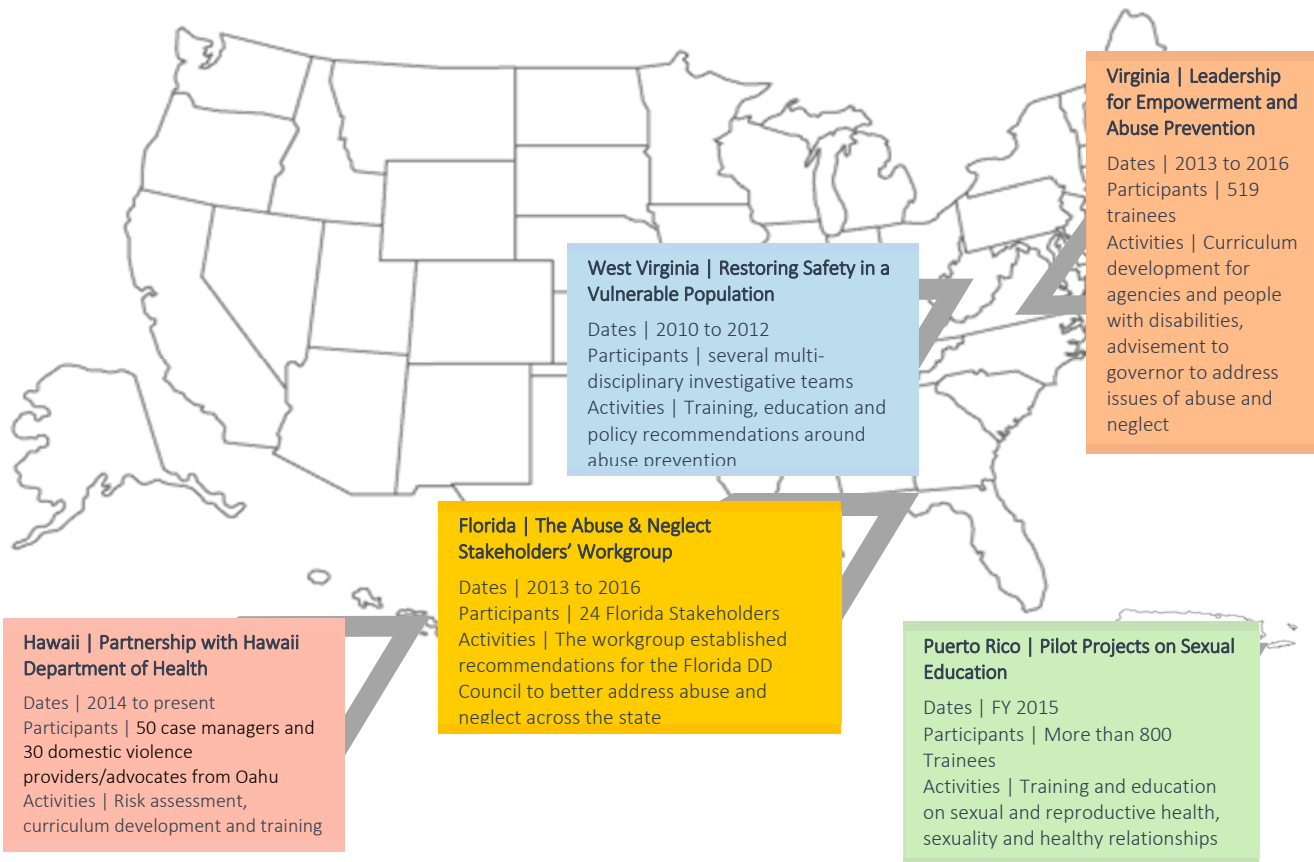 Virginia | Leadership
for Empowerment and
Abuse Prevention
Dates | 2013 to 2016
Participants | 519
trainees
Activities | Curriculum
development for
agencies and people
with disabilities,
advisement to
governor to address
issues of abuse and
neglect
West Virginia | Restoring Safety in a
Vulnerable Population
Dates | 2010 to 2012
Participants | several multi-
disciplinary investigative teams
Activities | Training, education and
policy recommendations around
abuse prevention
Florida | The Abuse & Neglect
Stakeholders’ Workgroup
Dates | 2013 to 2016
Participants | 24 Florida Stakeholders
Activities | The workgroup established
recommendations for the Florida DD
Council to better address abuse and
neglect across the state
Hawaii | Partnership with Hawaii
Department of Health
Dates | 2014 to present
Participants | 50 case managers and
30 domestic violence
providers/advocates from Oahu
Activities | Risk assessment,
curriculum development and training
Puerto Rico | Pilot Projects on Sexual
Education
Dates | FY 2015
Participants | More than 800
Trainees
Activities | Training and education
on sexual and reproductive health,
sexuality and healthy relationships